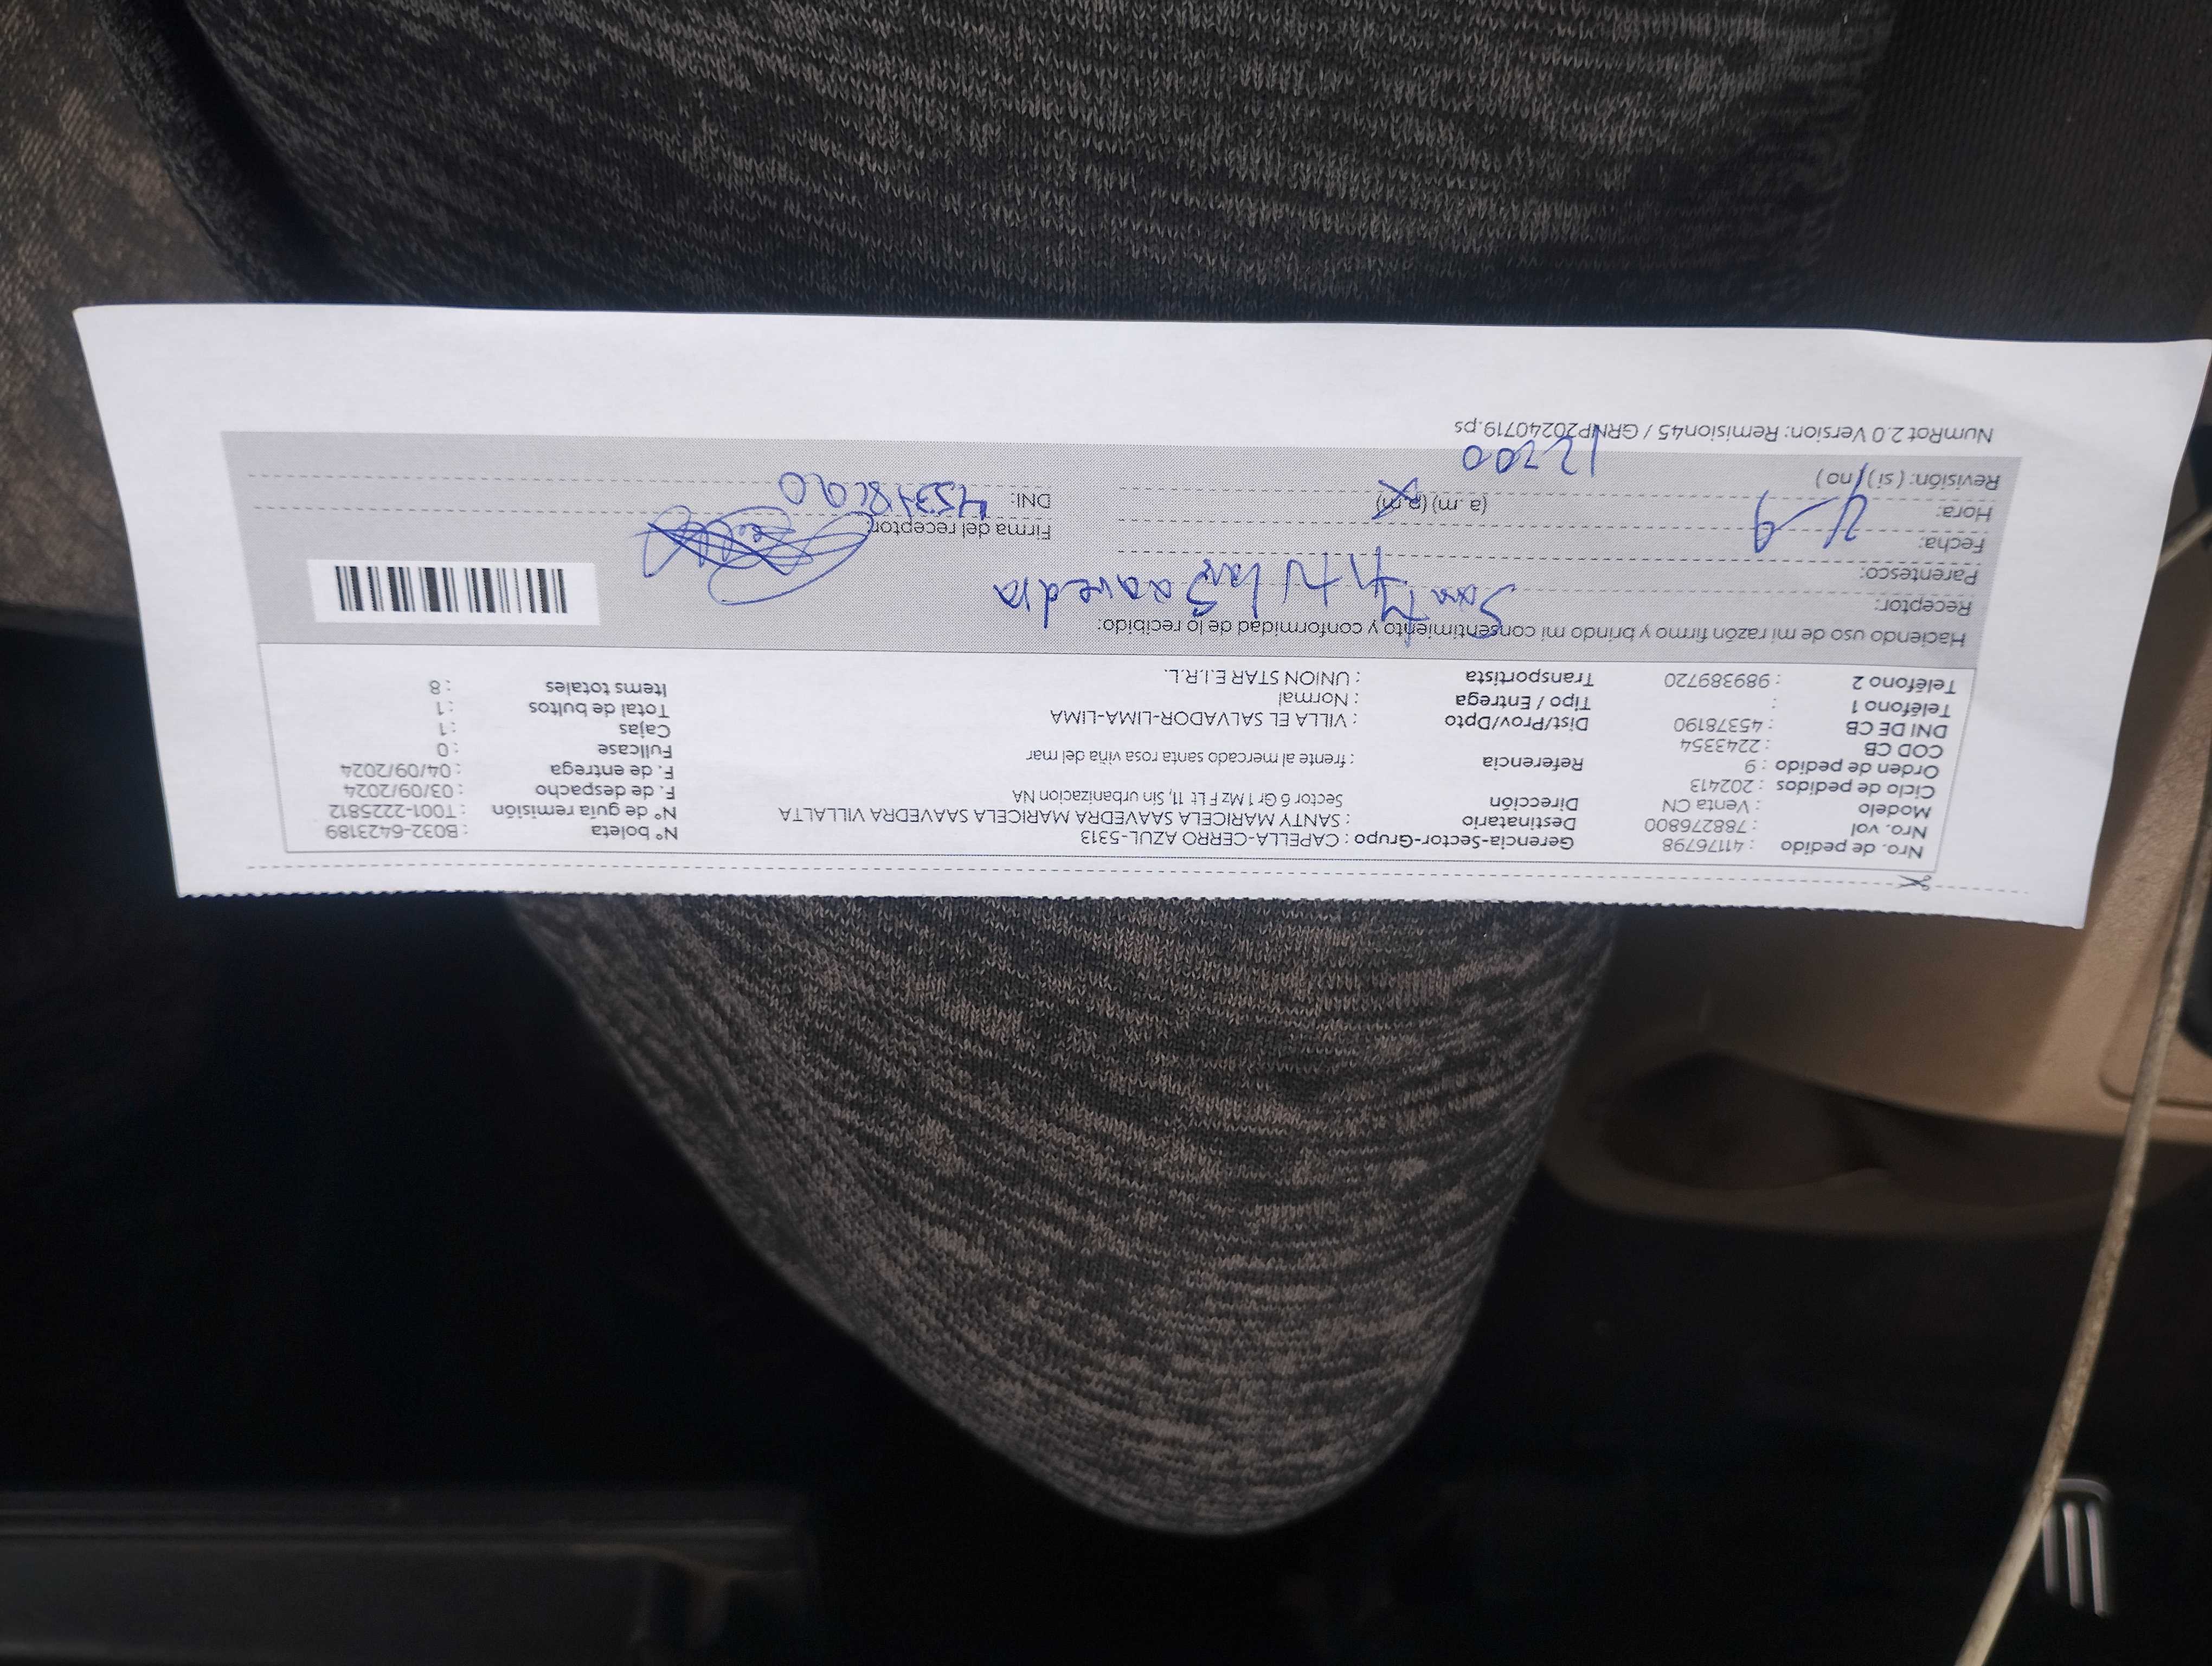 Nro. de pedido : 41176798 Gerencia-Sector-Grupo : CAPELLA-CERRO AZUL-5313 N° boleta : B032-6423189
Nro. vol : 788276800 Destinatario : SANTY MARICELA SAAVEDRA SAAVEDRA MARICELA SAAVEDRA VILLALTA N° de guía remisión : T001-2225812
Modelo : Venta CN Dirección Sector 6 Gr 1 Mz F Lt 11, Sin urbanizacion NA F. de despacho : 03/09/2024
Ciclo de pedidos : 202413 F. de entrega : 04/09/2024
Orden de pedido : 9 Referencia : frente al mercado santa rosa viña del mar Fullcase : 0
COD CB : 2243354 Cajas : 1
DNI DE CB : 45378190 Dist/Prov/Dpto : VILLA EL SALVADOR-LIMA-LIMA Total de bultos : 1
Teléfono 1 : Tipo / Entrega : Normal Items totales : 8
Teléfono 2 : 989389720 Transportista : UNION STAR E.I.R.L.
Haciendo uso de mi razón firmo y brindo mi consentimiento y conformidad de lo recibido:
Receptor: Saavedra
Parentesco: titular
Fecha: 4-9 Firma del receptor:
Hora: (a.m) (p.m) DNI:
Revisión: ( si ) ( no ) 12:00
NumRot 2.0 Version: Remision45 / GRNP20240719.ps